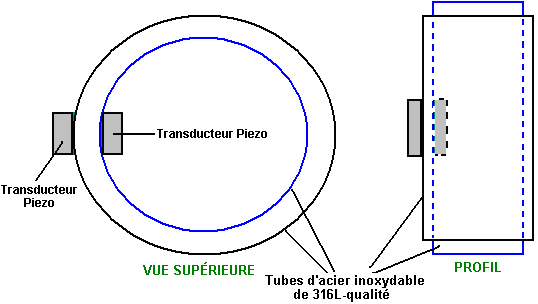 Transducteur Piezo
Transducteur
Piezo
VUE SUPÉRIEURE
Tubes d'acier inoxydable
de 316L-qualité
PROFIL